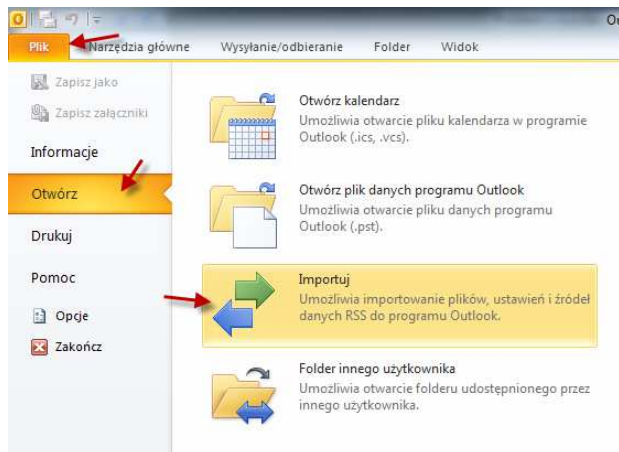 Plik Narzędzia główne Wysyłanie/odbieranie Folder Widok
Zapisz jako
Zapisz załączniki
Informacje
Otwórz
Drukuj
Pomoc
Opcje
Zakończ
Otwórz kalendarz
Umożliwia otwarcie pliku kalendarza w programie
Outlook (.ics, .vcs).
Otwórz plik danych programu Outlook
Umożliwia otwarcie pliku danych programu
Outlook (.pst).
Importuj
Umożliwia importowanie plików, ustawień i źródeł
danych RSS do programu Outlook.
Folder innego użytkownika
Umożliwia otwarcie folderu udostępnionego przez
innego użytkownika.